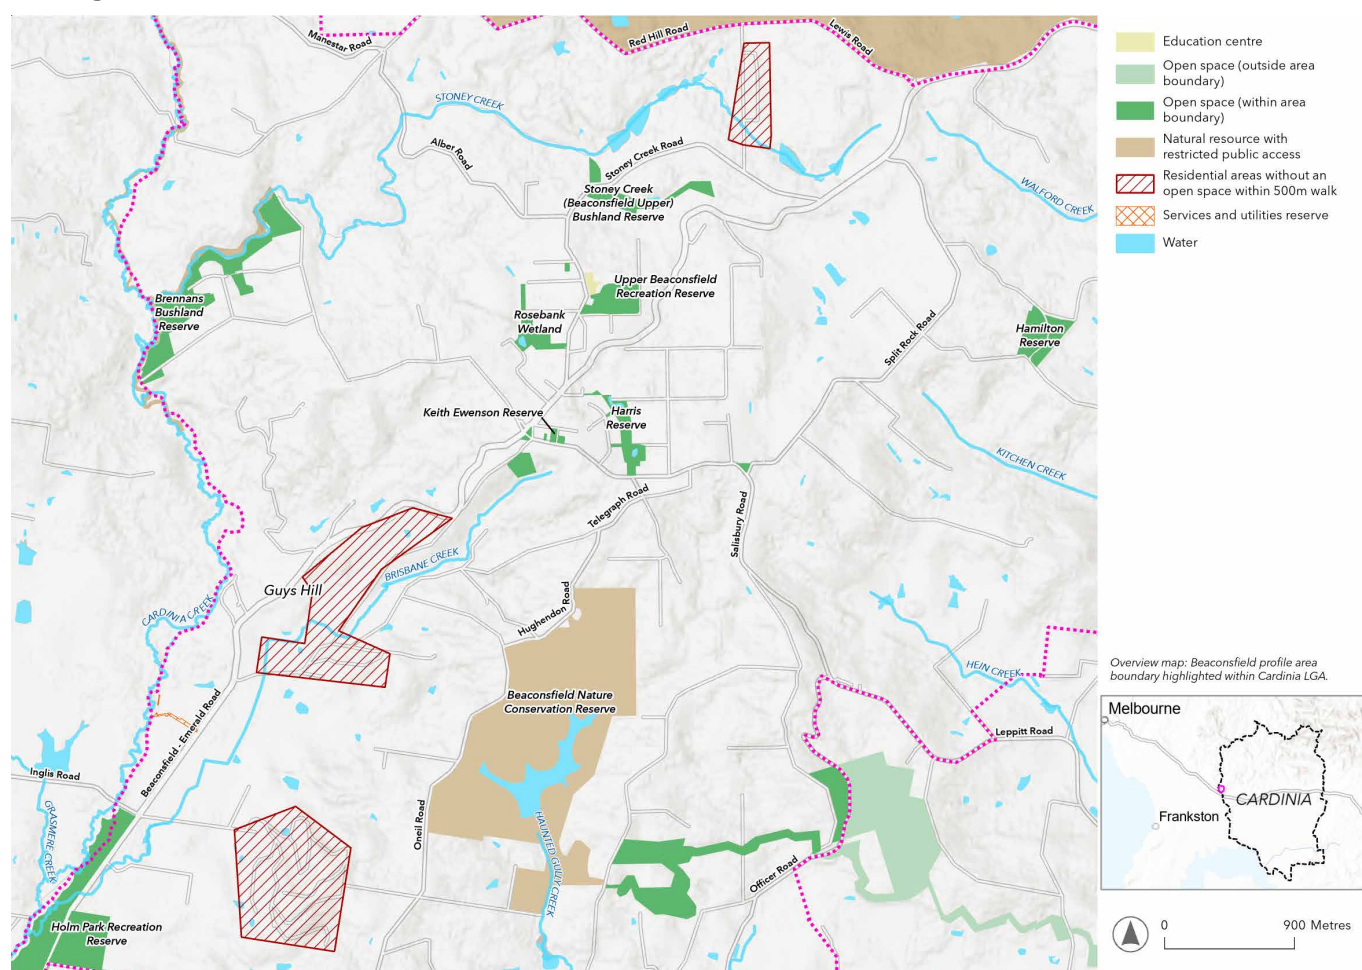 Manestar Road
Red Hill Road
Lewis Road
STONEY CREEK
Alber Road
Stoney Creek Road
Stoney Creek
(Beaconsfield Upper)
Bushland Reserve
WALFORD CREEK
Upper Beaconsfield
Recreation Reserve
Brennans
Bushland
Reserve
Rosebank
Wetland
Split Rock Road
Hamilton
Reserve
Keith Ewenson Reserve
Harris
Reserve
KITCHEN CREEK
Telegraph Road
Salisbury Road
BRISBANE CREEK
Guys Hill
CARDINIA CREEK
Hughendon Road
HEIN CREEK
Beaconsfield Nature
Conservation Reserve
Leppitt Road
Beaconsfield - Emerald Road
Inglis Road
GRASMERE CREEK
Oneil Road
HAUNTED GULLY CREEK
Officer Road
Holm Park Recreation
Reserve
Education centre
Open space (outside area
boundary)
Open space (within area
boundary)
Natural resource with
restricted public access
Residential areas without an
open space within 500m walk
Services and utilities reserve
Water
Overview map: Beaconsfield profile area
boundary highlighted within Cardinia LGA.
Melbourne
CARDINIA
Frankston
0 900 Metres